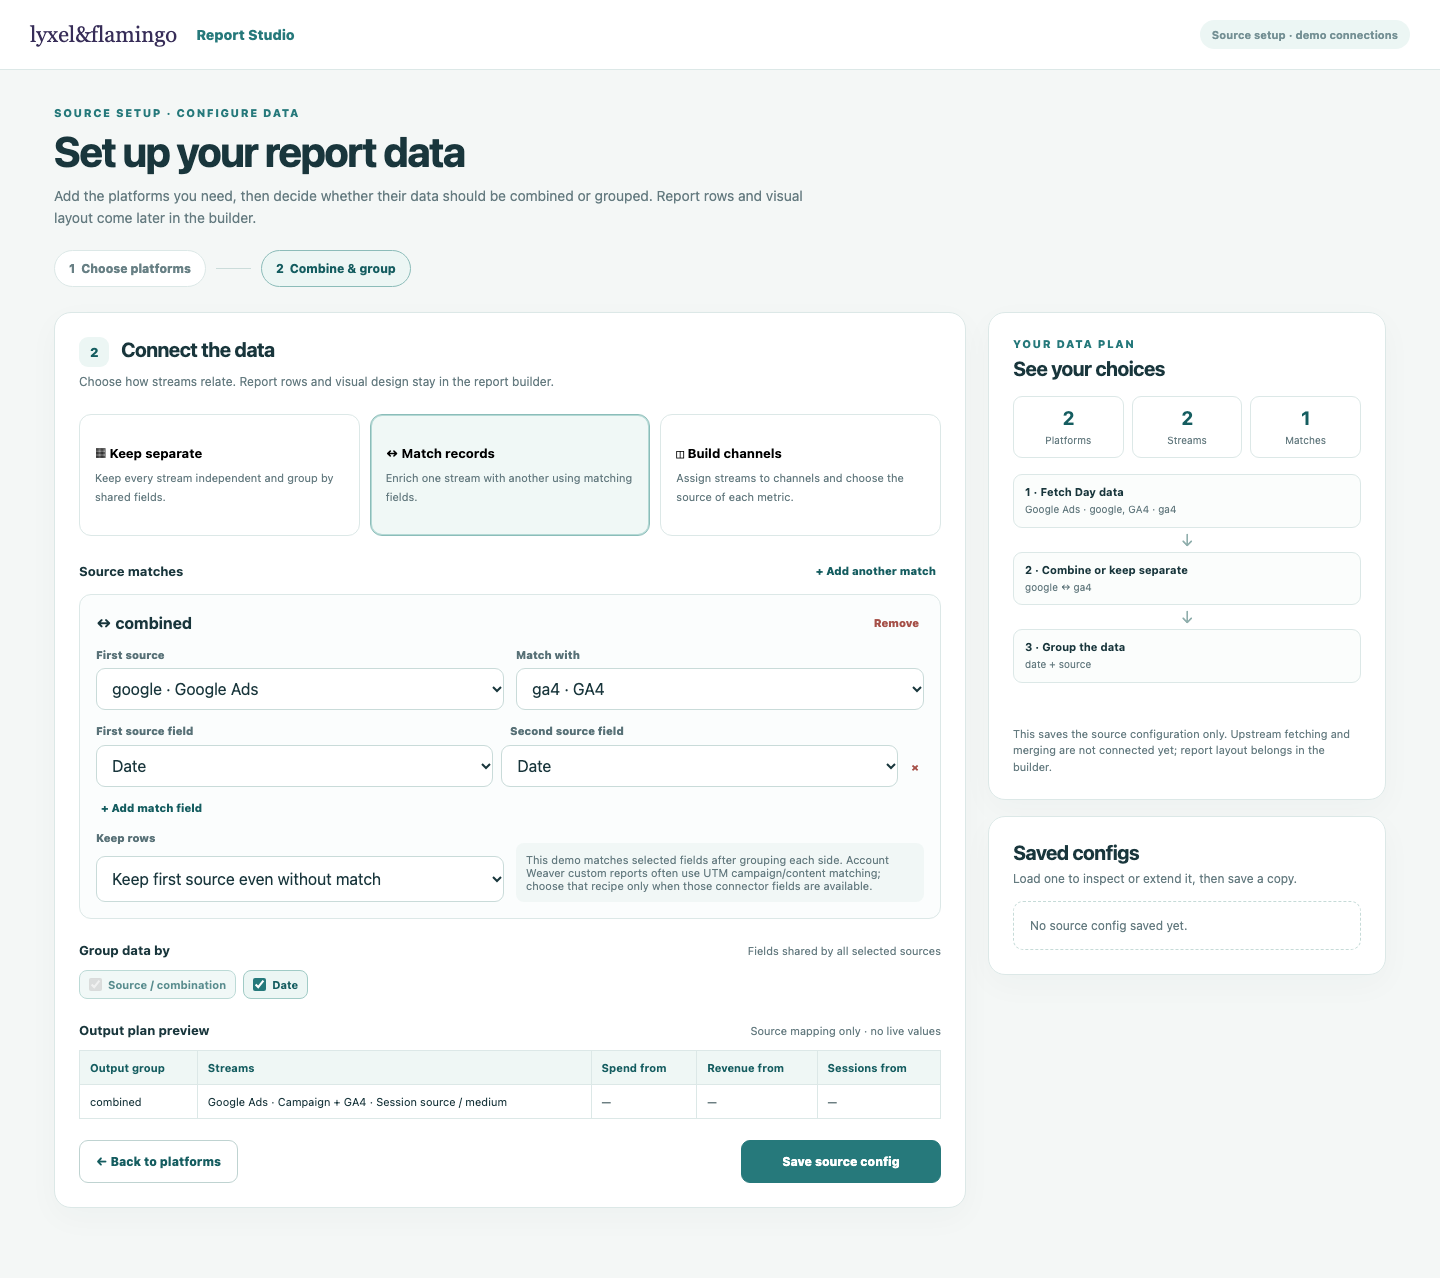 lyxel&flamingo
Report Studio
Source setup · demo connections
SOURCE SETUP · CONFIGURE DATA
Set up your report data
Add the platforms you need, then decide whether their data should be combined or grouped. Report rows and visual
layout come later in the builder.
1 Choose platforms
2 Combine & group
2
Connect the data
Choose how streams relate. Report rows and visual design stay in the report builder.
▦ Keep separate
Keep every stream independent and group by
shared fields.
↔ Match records
Enrich one stream with another using matching
fields.
◫ Build channels
Assign streams to channels and choose the
source of each metric.
Source matches
+ Add another match
↔ combined
Remove
First source
Match with
google · Google Ads
ga4 · GA4
First source field
Second source field
Date
Date
×
+ Add match field
Keep rows
Keep first source even without match
This demo matches selected fields after grouping each side. Account
Weaver custom reports often use UTM campaign/content matching;
choose that recipe only when those connector fields are available.
Group data by
Fields shared by all selected sources
Source / combination
Date
Output plan preview
Source mapping only · no live values
Output group
Streams
Spend from
Revenue from
Sessions from
combined
Google Ads · Campaign + GA4 · Session source / medium
—
—
—
← Back to platforms
Save source config
YOUR DATA PLAN
See your choices
2
Platforms
2
Streams
1
Matches
1 · Fetch Day data
Google Ads · google, GA4 · ga4
↓
2 · Combine or keep separate
google ↔ ga4
↓
3 · Group the data
date + source
This saves the source configuration only. Upstream fetching and
merging are not connected yet; report layout belongs in the
builder.
Saved configs
Load one to inspect or extend it, then save a copy.
No source config saved yet.